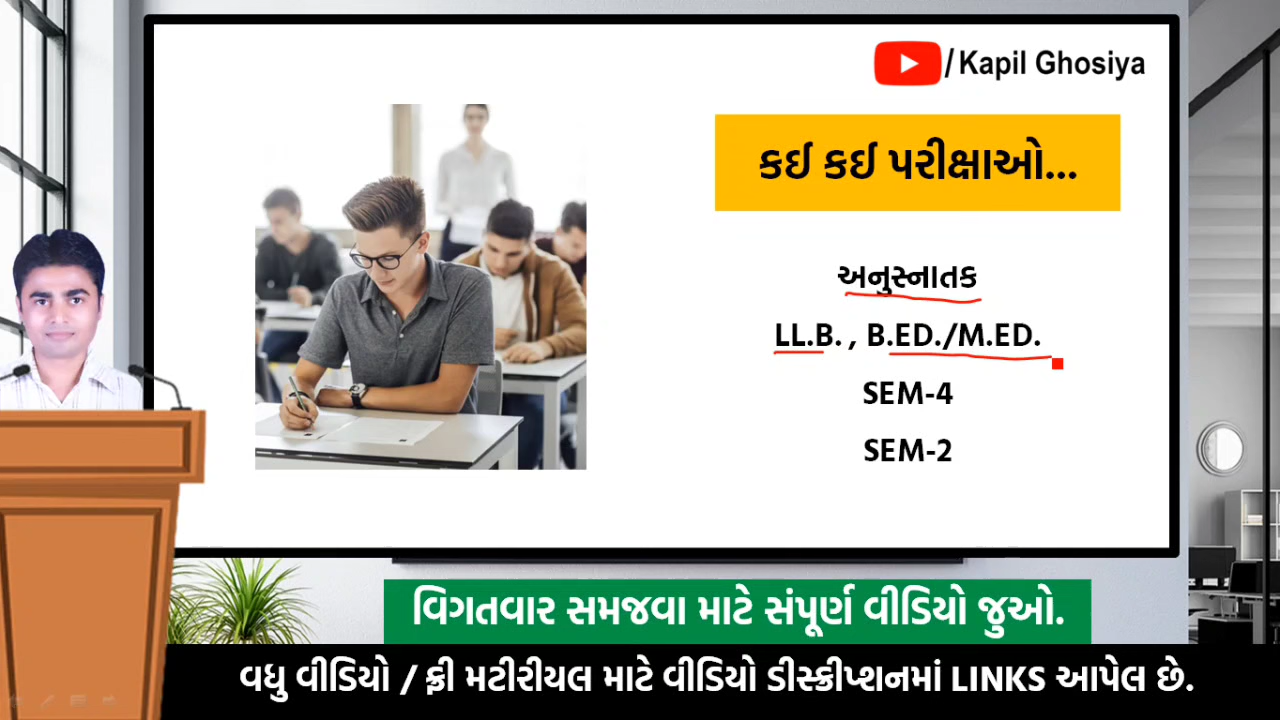 /Kapil Ghosiya
કઈ કઈ પરીક્ષાઓ...
અનુસ્નાતક
LL.B. , B.ED./M.ED.
SEM-4
SEM-2
વિગતવાર સમજવા માટે સંપૂર્ણ વીડિયો જુઓ.
વધુ વીડિયો / ફ્રી મટીરીયલ માટે વીડિયો ડીસ્ક્રીપ્શનમાં LINKS આપેલ છે.